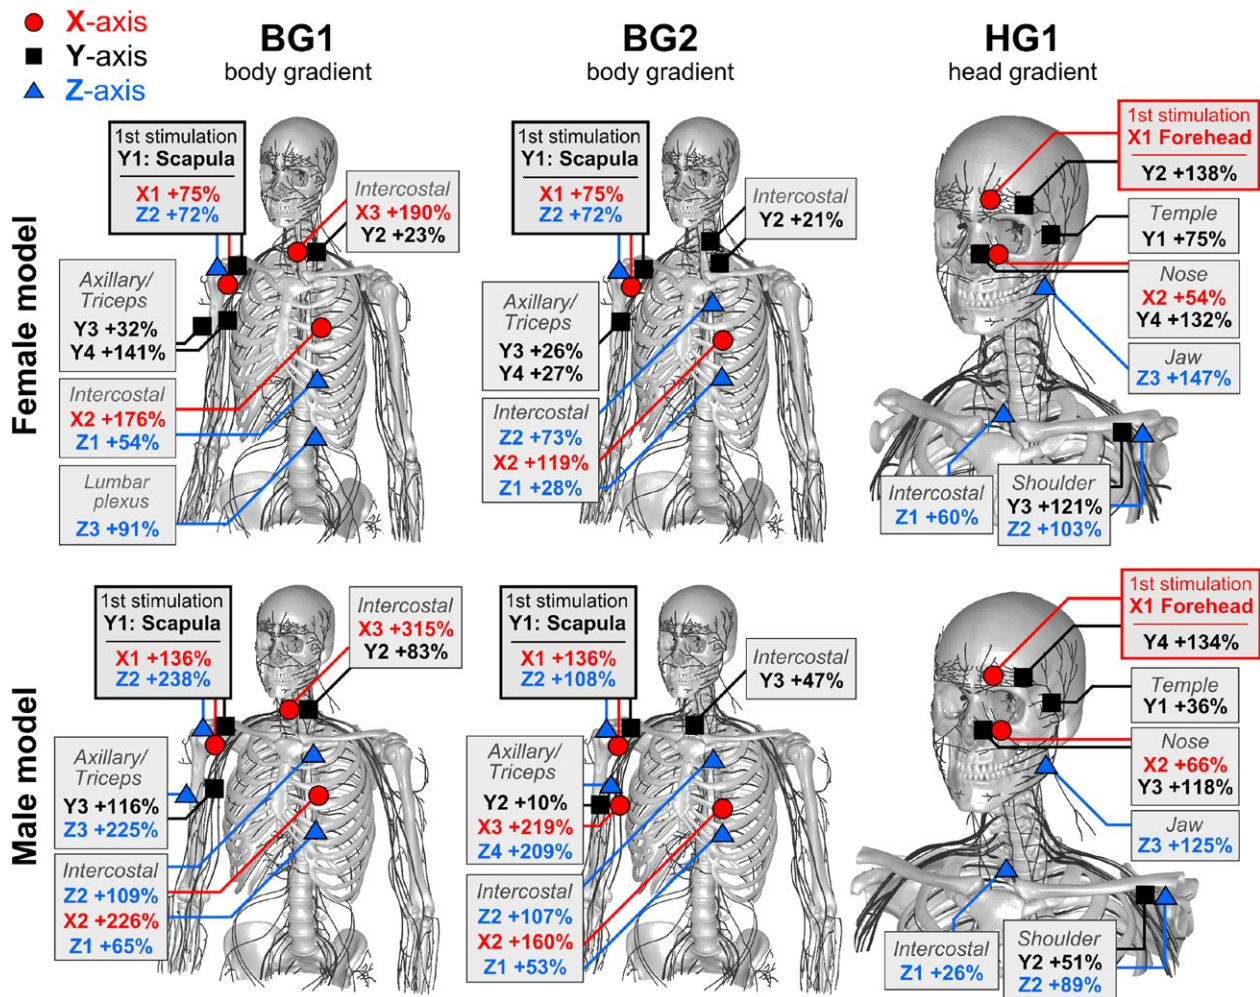 X-axis
Y-axis
Z-axis
BG1
body gradient
BG2
body gradient
HG1
head gradient
Female model
1st stimulation
Y1: Scapula
X1 +75%
Z2 +72%
Intercostal
X3 +190%
Y2 +23%
Axillary/
Triceps
Y3 +32%
Y4 +141%
Intercostal
X2 +176%
Z1 +54%
Lumbar
plexus
Z3 +91%
1st stimulation
Y1: Scapula
X1 +75%
Z2 +72%
Intercostal
Y2 +21%
Axillary/
Triceps
Y3 +26%
Y4 +27%
Intercostal
Z2 +73%
X2 +119%
Z1 +28%
1st stimulation
X1 Forehead
Y2 +138%
Temple
Y1 +75%
Nose
X2 +54%
Y4 +132%
Jaw
Z3 +147%
Intercostal
Z1 +60%
Shoulder
Y3 +121%
Z2 +103%
Male model
1st stimulation
Y1: Scapula
X1 +136%
Z2 +238%
Intercostal
X3 +315%
Y2 +83%
Axillary/
Triceps
Y3 +116%
Z3 +225%
Intercostal
Z2 +109%
X2 +226%
Z1 +65%
1st stimulation
Y1: Scapula
X1 +136%
Z2 +108%
Intercostal
Y3 +47%
Axillary/
Triceps
Y2 +10%
X3 +219%
Z4 +209%
Intercostal
Z2 +107%
X2 +160%
Z1 +53%
1st stimulation
X1 Forehead
Y4 +134%
Temple
Y1 +36%
Nose
X2 +66%
Y3 +118%
Jaw
Z3 +125%
Intercostal
Z1 +26%
Shoulder
Y2 +51%
Z2 +89%